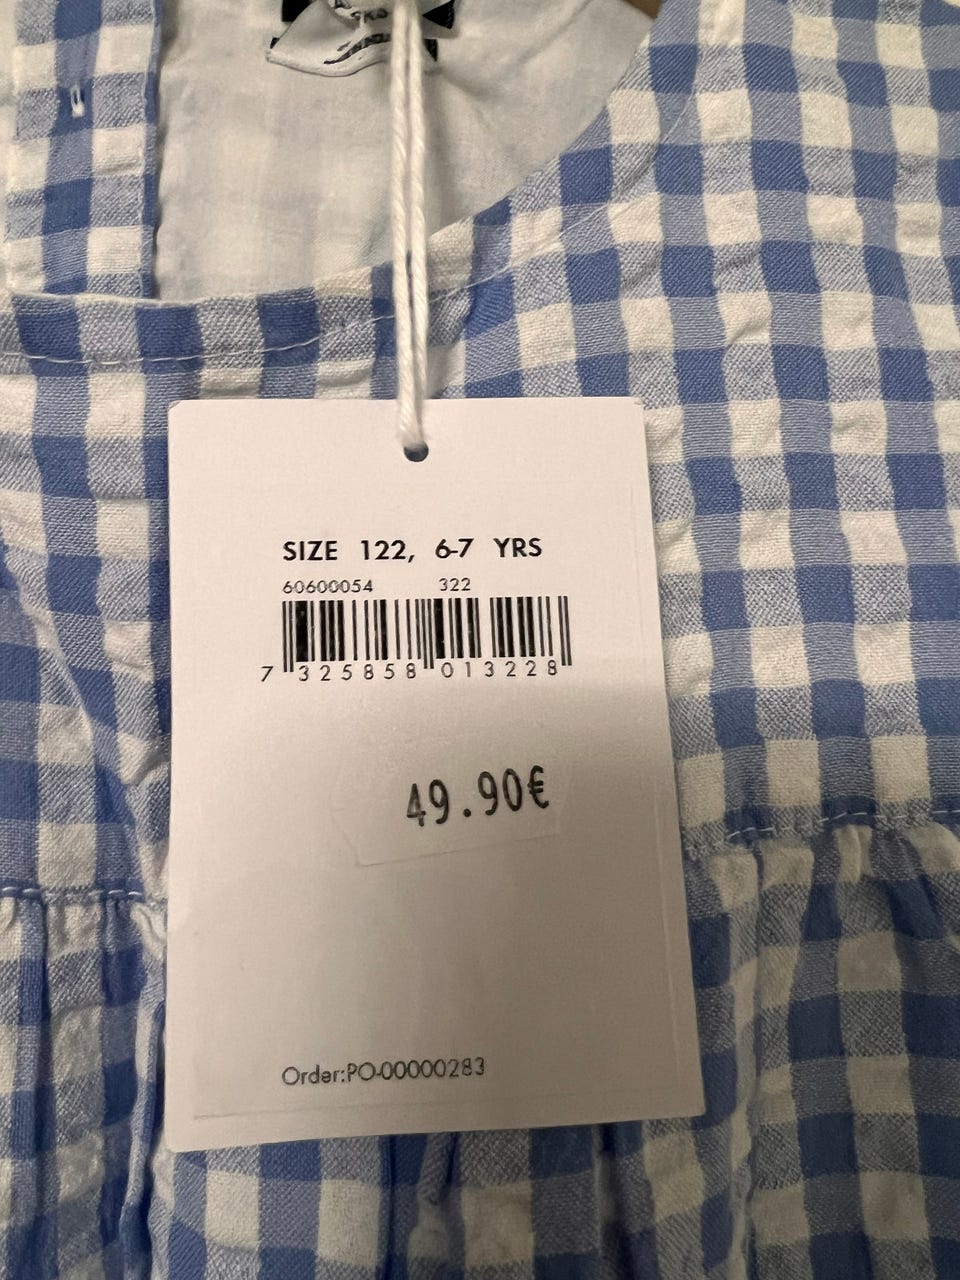 SIZE 122, 6-7 YRS
60600054 322
7 325858 013228
49.90€
Order:PO-00000283